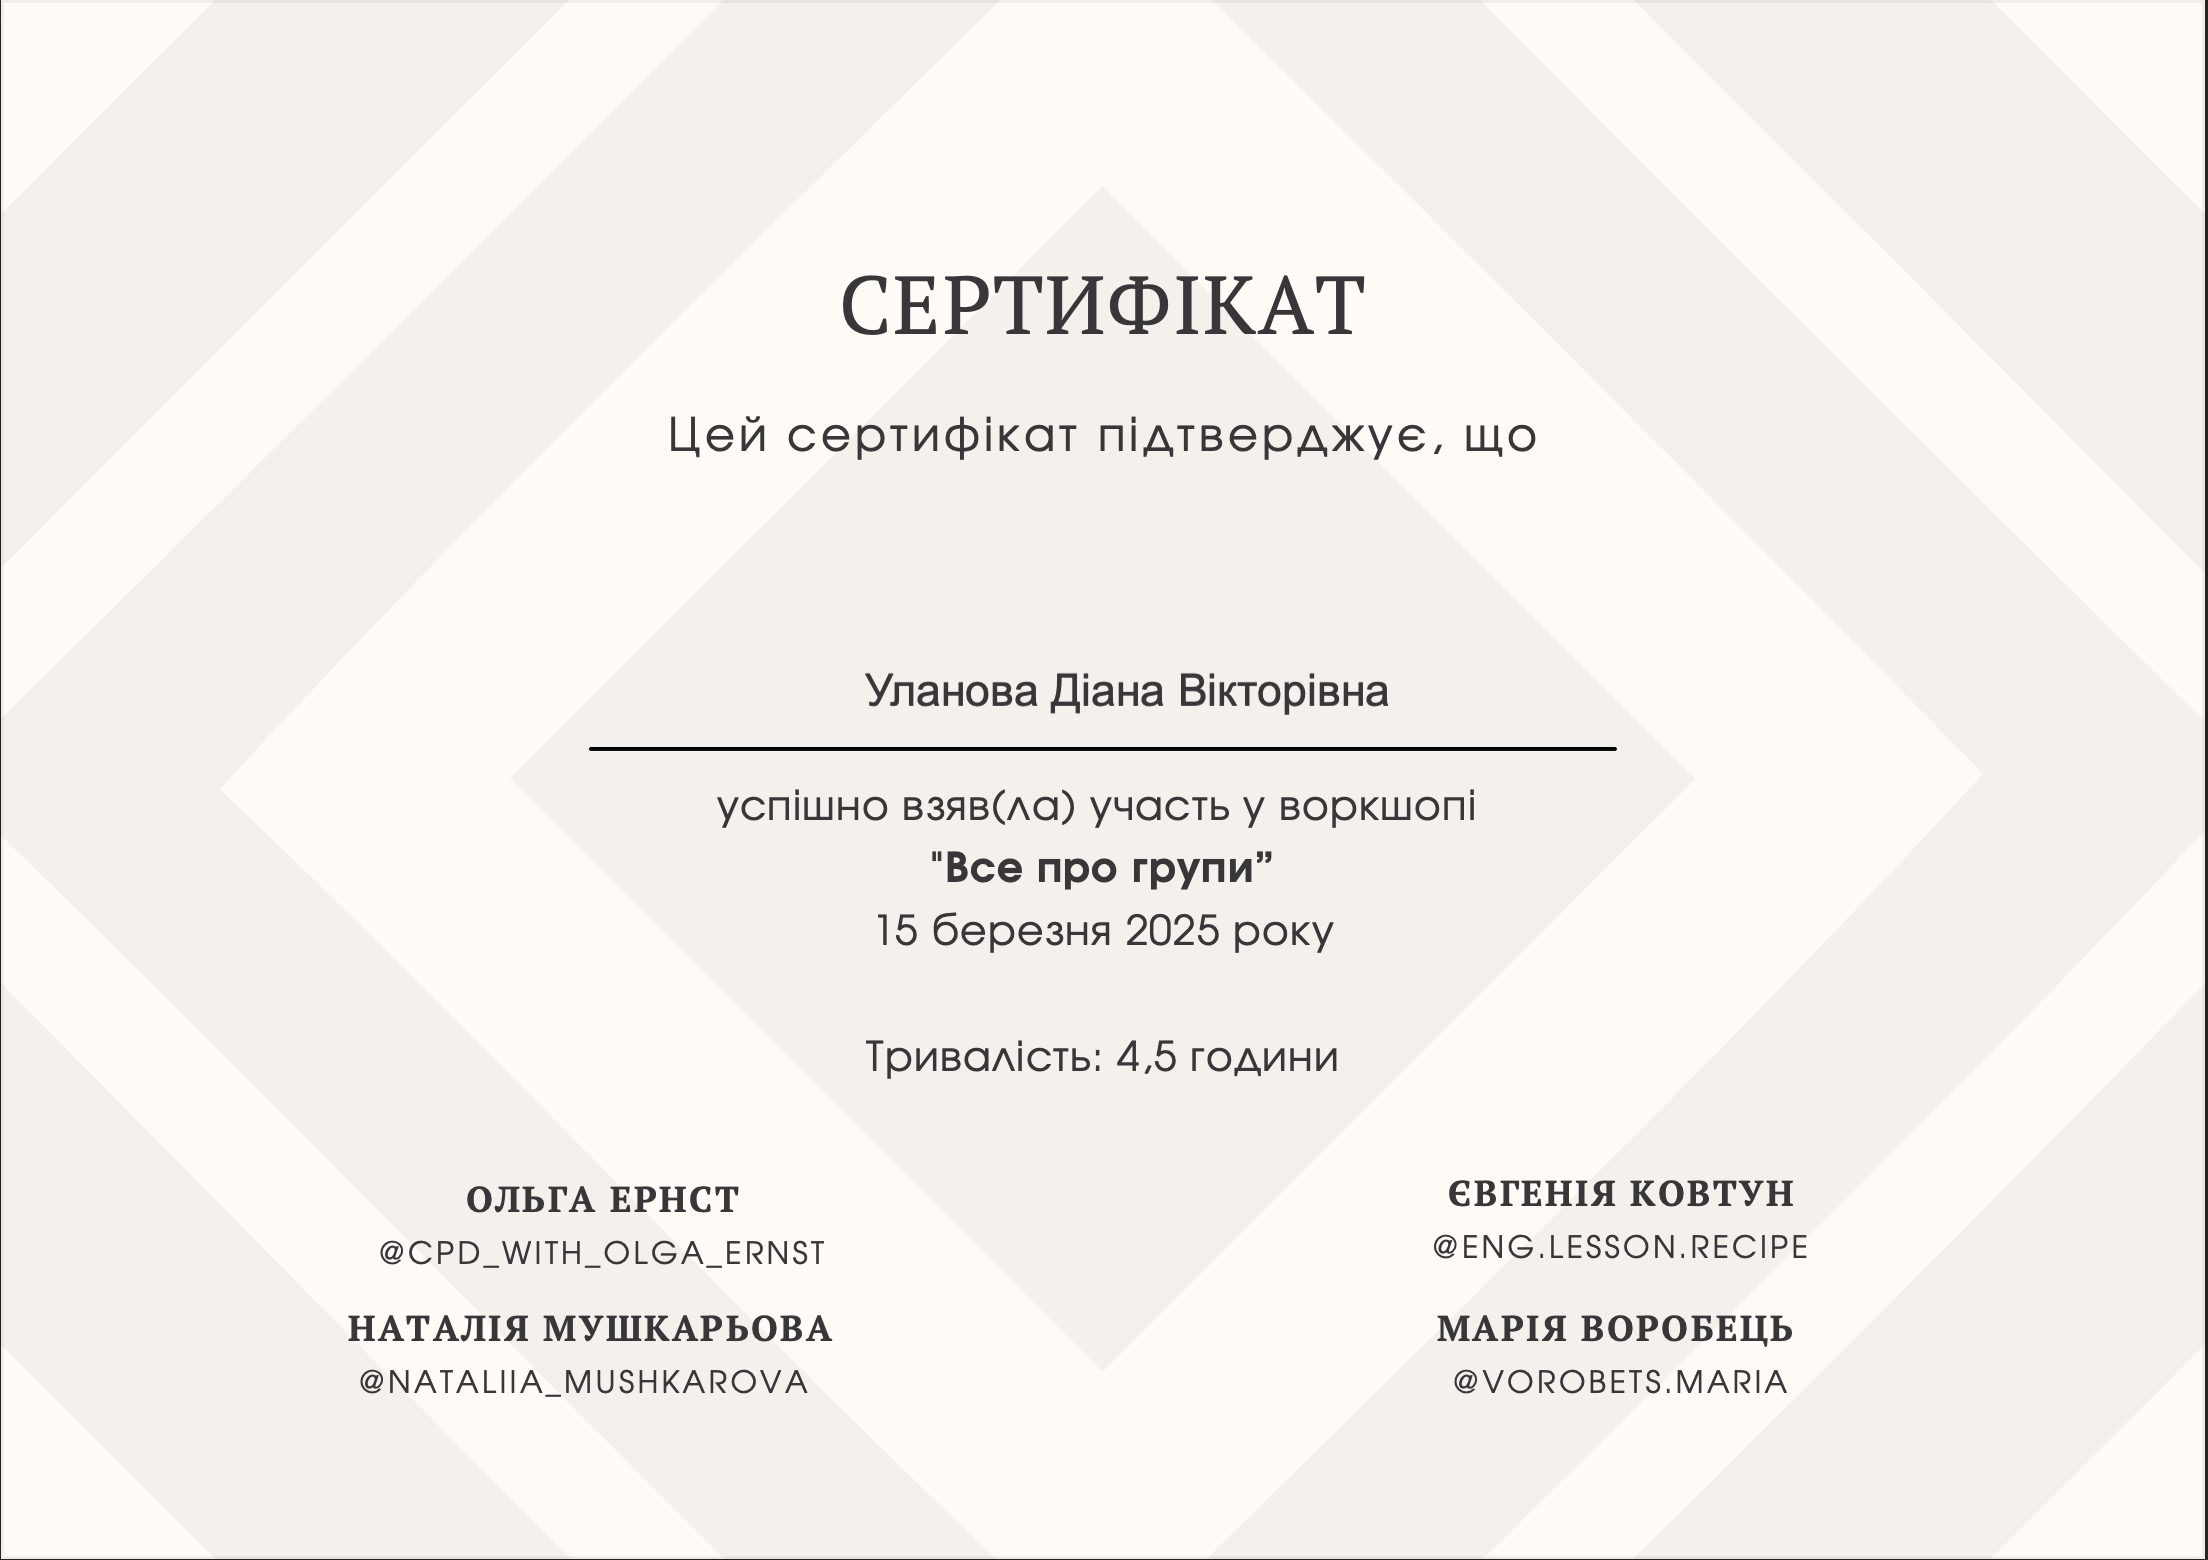 СЕРТИФІКАТ
Цей сертифікат підтверджує, що
Уланова Діана Вікторівна
успішно взяв(ла) участь у воркшопі
"Все про групи”
15 березня 2025 року
Тривалість: 4,5 години
ОЛЬГА ЕРНСТ
@CPD_WITH_OLGA_ERNST
НАТАЛІЯ МУШКАРЬОВА
@NATALIIA_MUSHKAROVA
ЄВГЕНІЯ КОВТУН
@ENG.LESSON.RECIPE
МАРІЯ ВОРОБЕЦЬ
@VOROBETS.MARIA